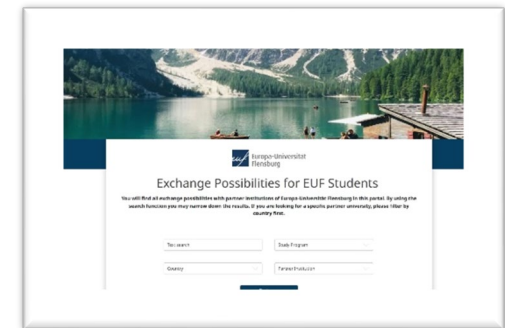 Europa-Universität
Flensburg
Exchange Possibilities for EUF Students
You will find all exchange possibilities with partner institutions of Europa-Universität Flensburg in this portal. By using the
search function you may narrow down the results. If you are looking for a specific partner university, please filter by
country first.
Text search
Study Program
Country
Partner Institution